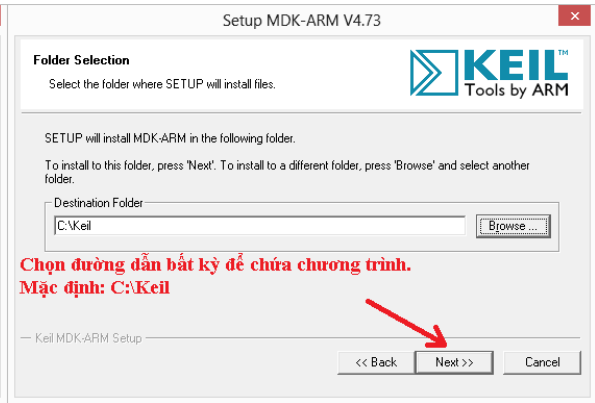 Setup MDK-ARM V4.73
Folder Selection
Select the folder where SETUP will install files.
KEIL™
Tools by ARM
SETUP will install MDK-ARM in the following folder.
To install to this folder, press 'Next'. To install to a different folder, press 'Browse' and select another
folder.
Destination Folder
C:\Keil
Browse ...
Chọn đường dẫn bất kỳ để chứa chương trình.
Mặc định: C:\Keil
Keil MDK-ARM Setup
<< Back
Next >>
Cancel